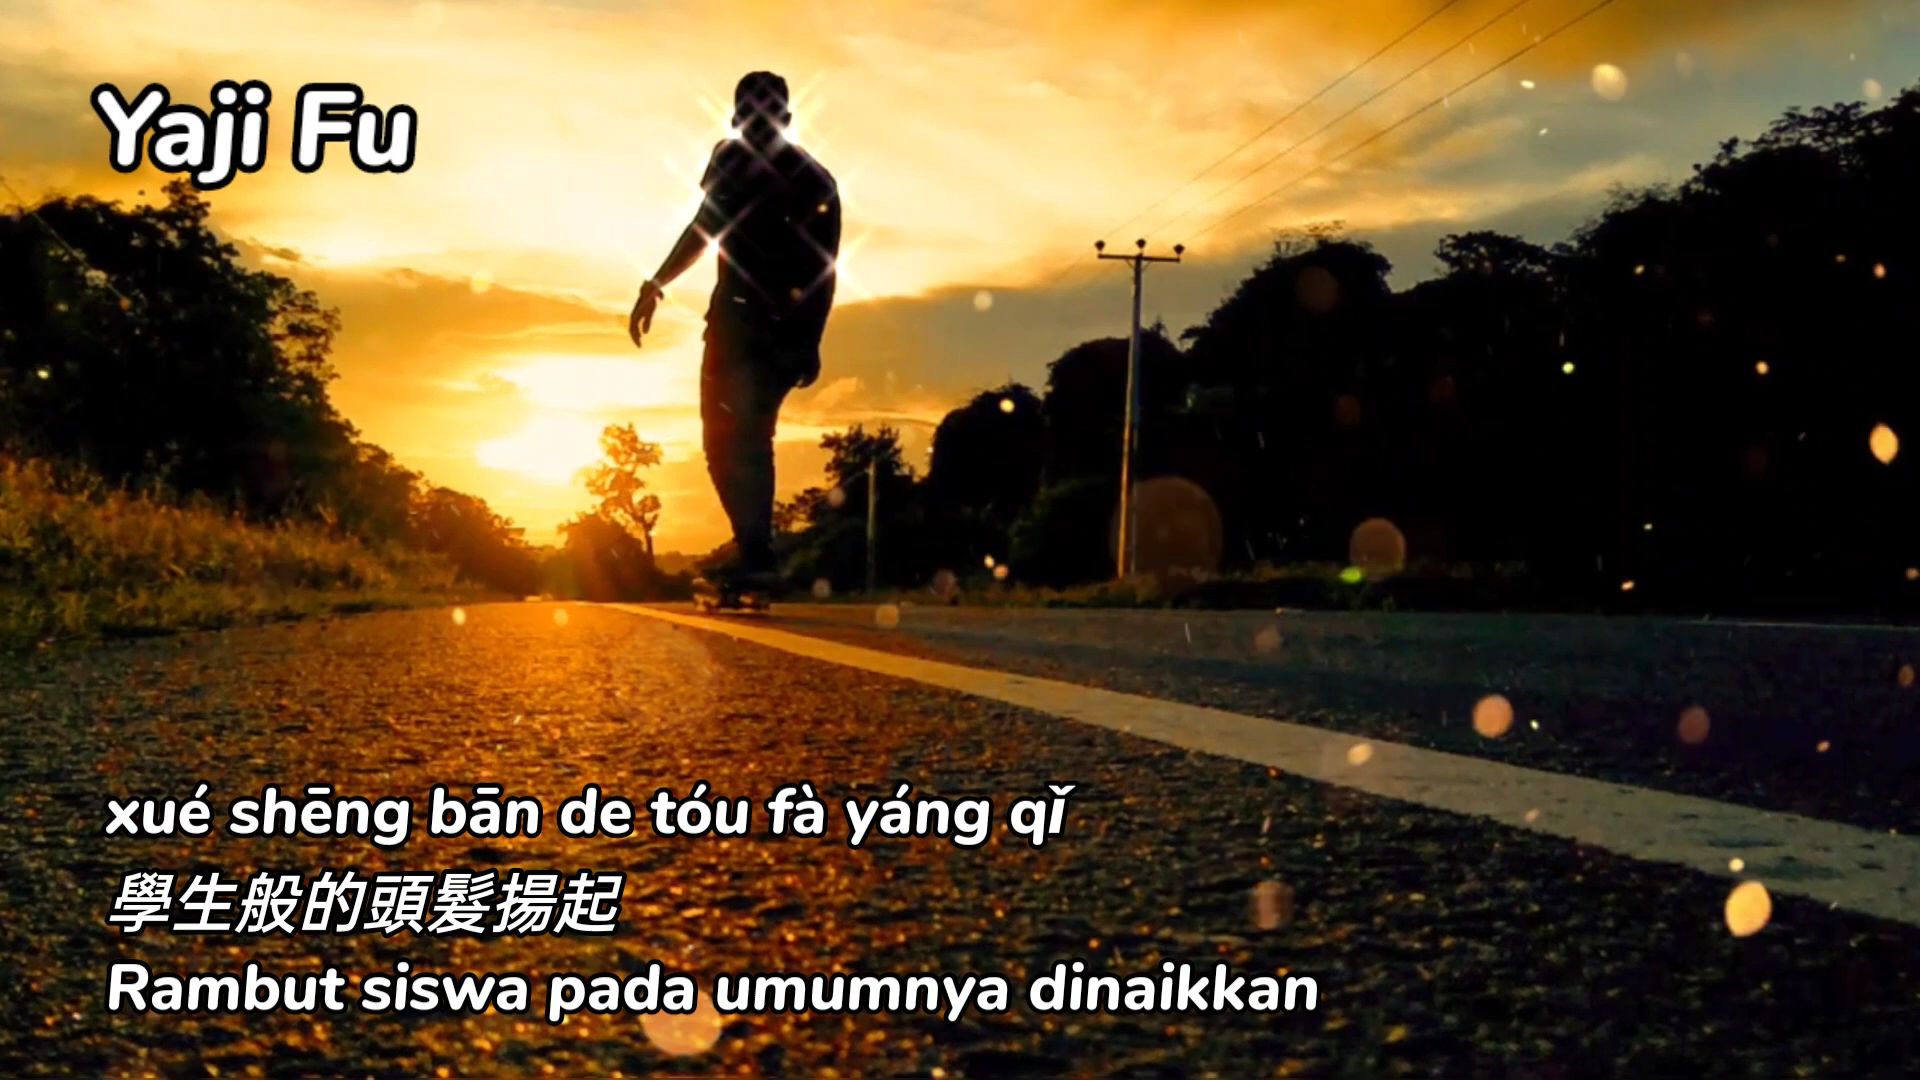 Yaji Fu
xué shēng bān de tóu fà yáng qǐ
學生般的頭髮揚起
Rambut siswa pada umumnya dinaikkan